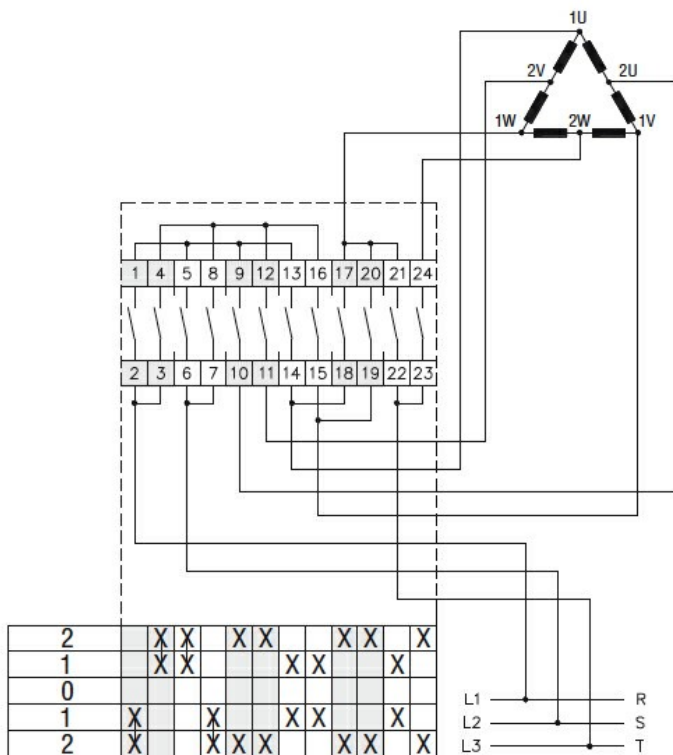 1U
2V 2U
1W 2W 1V
1 4 5 8 9 12 13 16 17 20 21 24
2 3 6 7 10 11 14 15 18 19 22 23
2 X X X X X X X
1 X X X X X
0
1 X X X X X
2 X X X X X X X
L1 R
L2 S
L3 T